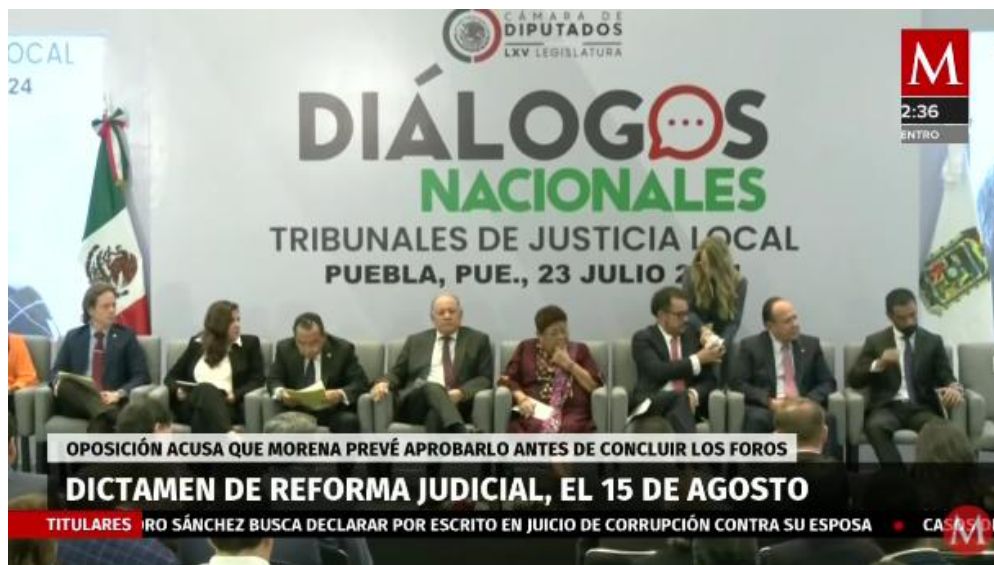 CÁMARA DE
DIPUTADOS
LXV LEGISLATURA
OCAL
24
M
2:36
ENTRO
DIÁLOGOS
NACIONALES
TRIBUNALES DE JUSTICIA LOCAL
PUEBLA, PUE., 23 JULIO 2
OPOSICIÓN ACUSA QUE MORENA PREVÉ APROBARLO ANTES DE CONCLUIR LOS FOROS
DICTAMEN DE REFORMA JUDICIAL, EL 15 DE AGOSTO
TITULARES DRO SÁNCHEZ BUSCA DECLARAR POR ESCRITO EN JUICIO DE CORRUPCIÓN CONTRA SU ESPOSA
M